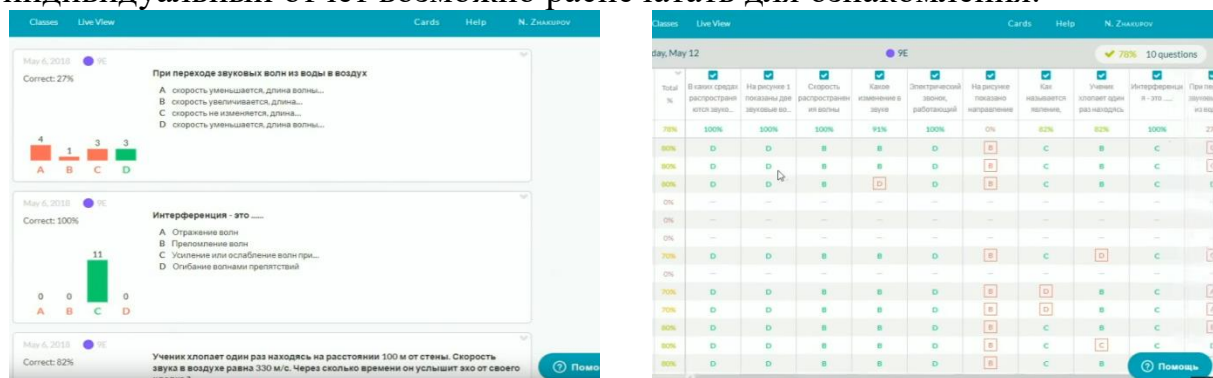 индивидуальный отчет возможно распечатать для ознакомления.
Classes Live View Cards Help N. ZHAKUPOV
May 6, 2018 9E
Correct: 27%
При переходе звуковых волн из воды в воздух
A скорость уменьшается, длина волны...
B скорость увеличивается, длина...
C скорость не изменяется, длина...
D скорость уменьшается, длина волны...
4 1 3 3
A B C D
May 6, 2018 9E
Correct: 100%
Интерференция - это ......
A Отражение волн
B Преломление волн
C Усиление или ослабление волн при...
D Огибание волнами препятствий
0 0 11 0
A B C D
May 6, 2018 9E
Correct: 82%
Ученик хлопает один раз находясь на расстоянии 100 м от стены. Скорость
звука в воздухе равна 330 м/с. Через сколько времени он услышит эхо от своего
Помо
Classes Live View Cards Help N. ZHAKUPOV
day, May 12 9E 78% 10 questions
Total %
В каких средах распространяются звуко...
На рисунке 1 показаны две звуковые во...
Скорость распространения волны
Какое изменение в звуке
Электрический звонок, работающий
На рисунке показано направление
Как называется явление,
Ученик хлопает один раз находясь
Интерференци я - это ......
78% 100% 100% 100% 91% 100% 0% 82% 82% 100%
80% D D B B D B C B C
80% D D B B D B C B C
80% D D B D D B C B C
0% — — — — — — — — —
0% — — — — — — — — —
0% — — — — — — — — —
70% D D B B D B C D C
0% — — — — — — — — —
70% D D B B D B D B C
70% D D B B D B D B C
80% D D B B D B C B C
80% D D B B D B C C C
80% D D B B D B C B
Помощь